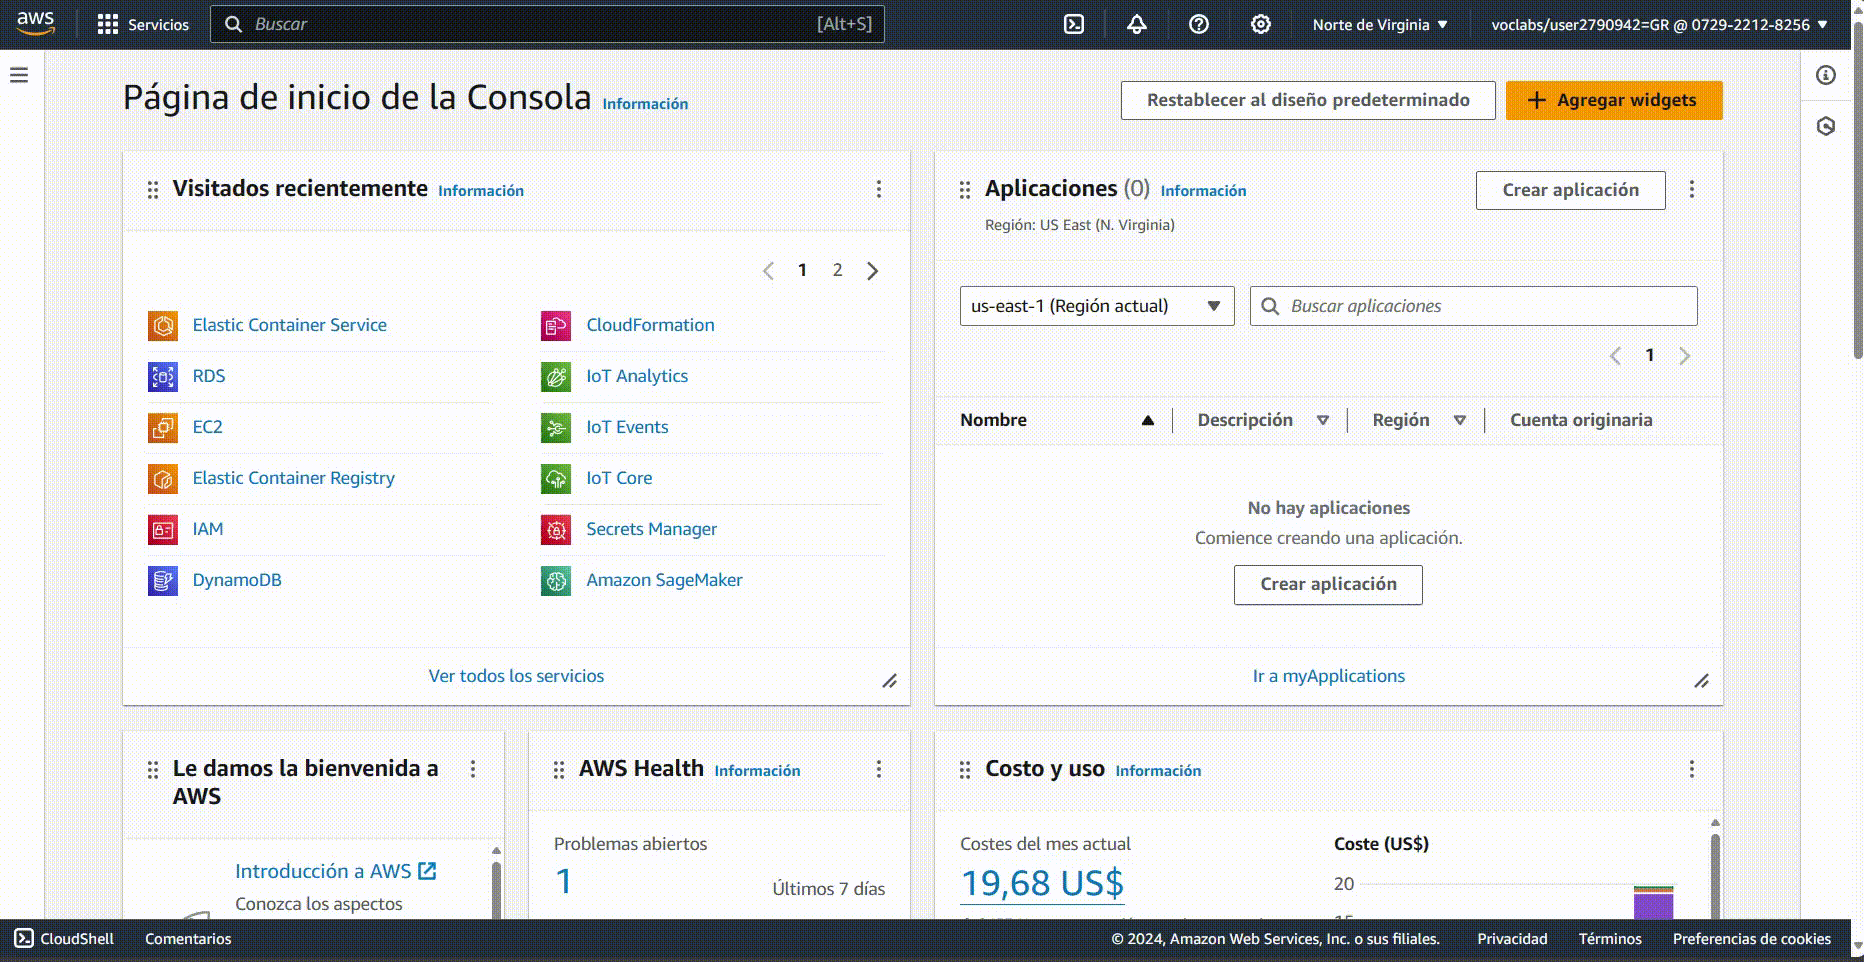 aws
Servicios
Buscar
[Alt+S]
Norte de Virginia
voclabs/user2790942=GR @ 0729-2212-8256
Página de inicio de la Consola Información
Restablecer al diseño predeterminado
Agregar widgets
Visitados recientemente Información
1 2
Elastic Container Service
RDS
EC2
Elastic Container Registry
IAM
DynamoDB
CloudFormation
IoT Analytics
IoT Events
IoT Core
Secrets Manager
Amazon SageMaker
Ver todos los servicios
Aplicaciones (0) Información
Región: US East (N. Virginia)
Crear aplicación
us-east-1 (Región actual)
Buscar aplicaciones
1
Nombre Descripción Región Cuenta originaria
No hay aplicaciones
Comience creando una aplicación.
Crear aplicación
Ir a myApplications
Le damos la bienvenida a
AWS
Introducción a AWS
Conozca los aspectos
AWS Health Información
Problemas abiertos
1
Últimos 7 días
Costo y uso Información
Costes del mes actual
19,68 US$
Coste (US$)
20
CloudShell
Comentarios
© 2024, Amazon Web Services, Inc. o sus filiales.
Privacidad
Términos
Preferencias de cookies